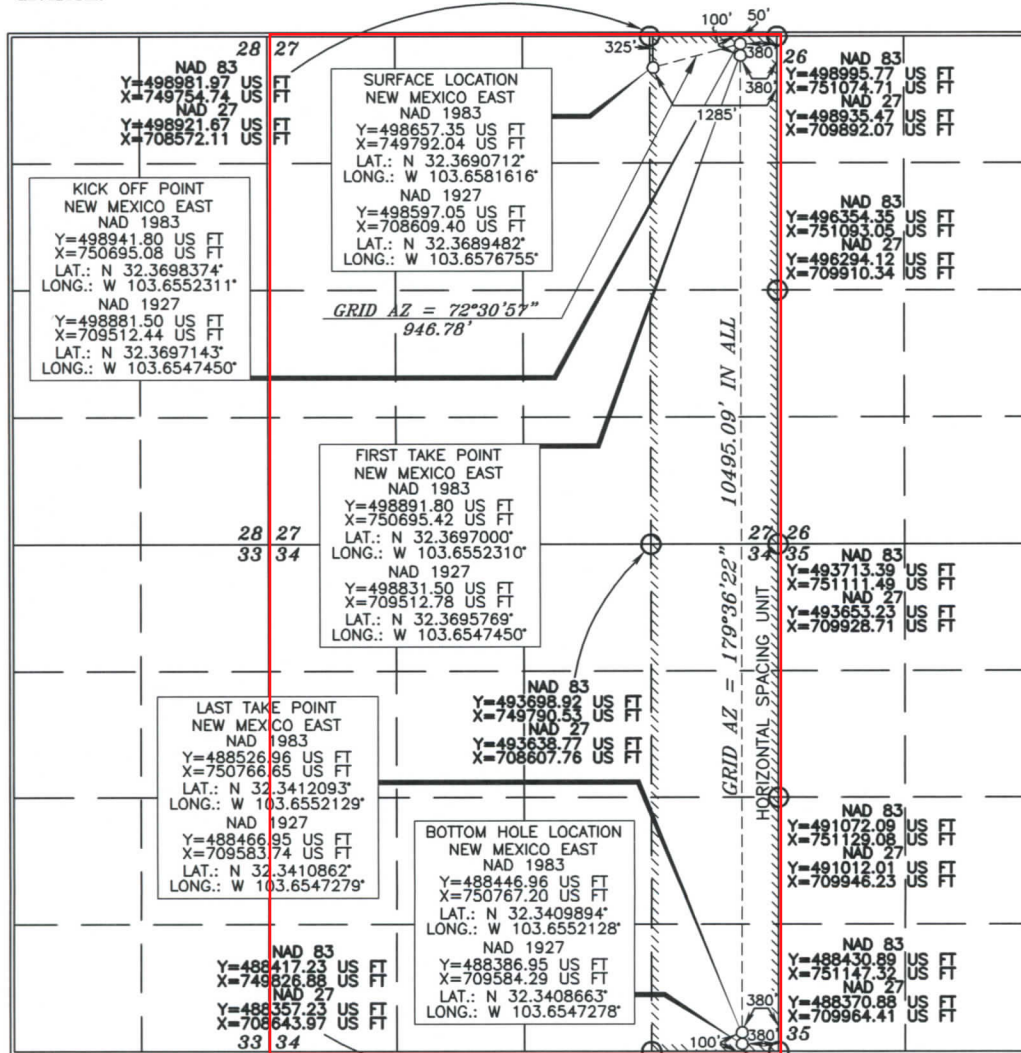 100' 50'
28 27
325'
380'
26
NAD 83
Y=498981.97 US FT
X=749754.74 US FT
NAD 27
Y=498921.67 US FT
X=708572.11 US FT
SURFACE LOCATION
NEW MEXICO EAST
NAD 1983
Y=498657.35 US FT
X=749792.04 US FT
LAT.: N 32.3690712°
LONG.: W 103.6581616°
NAD 1927
Y=498597.05 US FT
X=708609.40 US FT
LAT.: N 32.3689482°
LONG.: W 103.6576755°
380'
1285'
NAD 83
Y=498995.77 US FT
X=751074.71 US FT
NAD 27
Y=498935.47 US FT
X=709892.07 US FT
KICK OFF POINT
NEW MEXICO EAST
NAD 1983
Y=498941.80 US FT
X=750695.08 US FT
LAT.: N 32.3698374°
LONG.: W 103.6552311°
NAD 1927
Y=498881.50 US FT
X=709512.44 US FT
LAT.: N 32.3697143°
LONG.: W 103.6547450°
NAD 83
Y=496354.35 US FT
X=751093.05 US FT
NAD 27
Y=496294.12 US FT
X=709910.34 US FT
GRID AZ = 72°30'57"
946.78'
FIRST TAKE POINT
NEW MEXICO EAST
NAD 1983
Y=498891.80 US FT
X=750695.42 US FT
LAT.: N 32.3697000°
LONG.: W 103.6552310°
NAD 1927
Y=498831.50 US FT
X=709512.78 US FT
LAT.: N 32.3695769°
LONG.: W 103.6547450°
10495.09' IN ALL
GRID AZ = 179°36'22"
HORIZONTAL SPACING UNIT
28 27
33 34
27 26
34 35
NAD 83
Y=493713.39 US FT
X=751111.49 US FT
NAD 27
Y=493653.23 US FT
X=709928.71 US FT
NAD 83
Y=493698.92 US FT
X=749790.53 US FT
NAD 27
Y=493638.77 US FT
X=708607.76 US FT
LAST TAKE POINT
NEW MEXICO EAST
NAD 1983
Y=488526.96 US FT
X=750766.65 US FT
LAT.: N 32.3412093°
LONG.: W 103.6552129°
NAD 1927
Y=488466.95 US FT
X=709583.74 US FT
LAT.: N 32.3410862°
LONG.: W 103.6547279°
BOTTOM HOLE LOCATION
NEW MEXICO EAST
NAD 1983
Y=488446.96 US FT
X=750767.20 US FT
LAT.: N 32.3409894°
LONG.: W 103.6552128°
NAD 1927
Y=488386.95 US FT
X=709584.29 US FT
LAT.: N 32.3408663°
LONG.: W 103.6547278°
NAD 83
Y=491072.09 US FT
X=751129.08 US FT
NAD 27
Y=491012.01 US FT
X=709946.23 US FT
NAD 83
Y=488417.23 US FT
X=749826.88 US FT
NAD 27
Y=488357.23 US FT
X=708643.97 US FT
33 34
NAD 83
Y=488430.89 US FT
X=751147.32 US FT
NAD 27
Y=488370.88 US FT
X=709964.41 US FT
380'
380'
100'
35